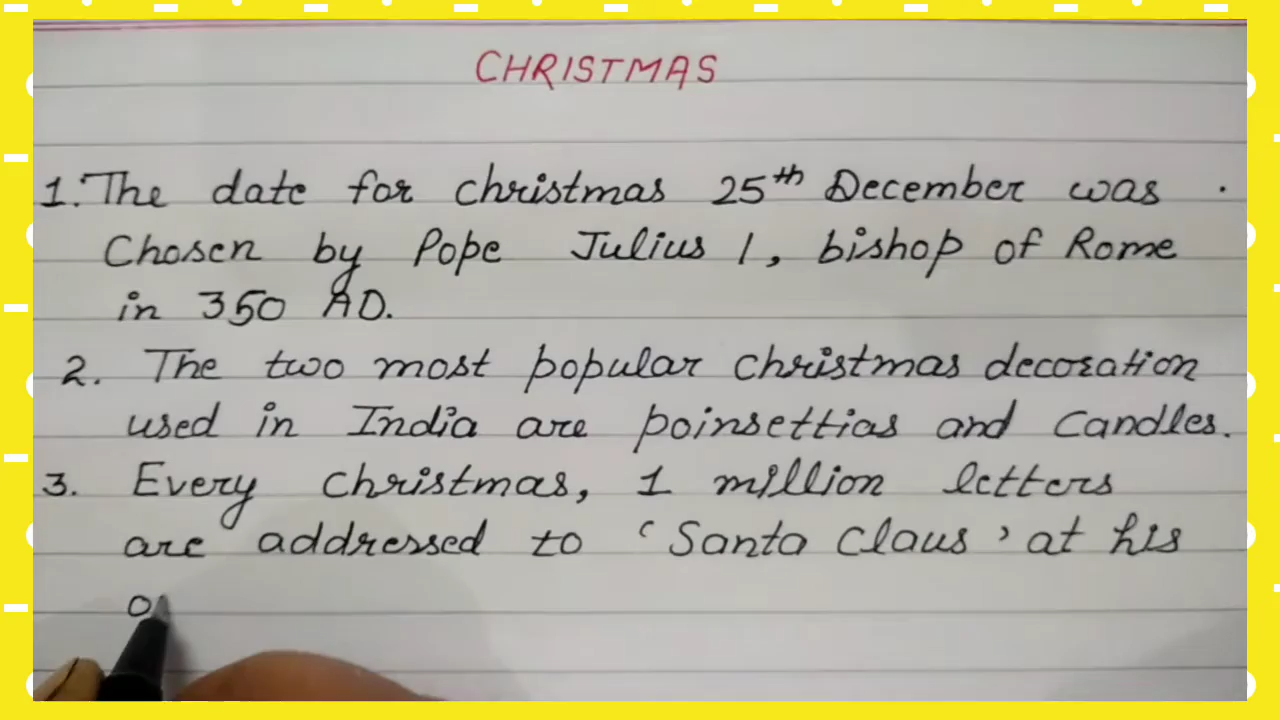 CHRISTMAS
1. The date for christmas 25th December was
Chosen by Pope Julius 1, bishop of Rome
in 350 AD.
2. The two most popular christmas decoration
used in India are poinsettias and Candles.
3. Every christmas, 1 million letters
are addressed to 'Santa Claus' at his